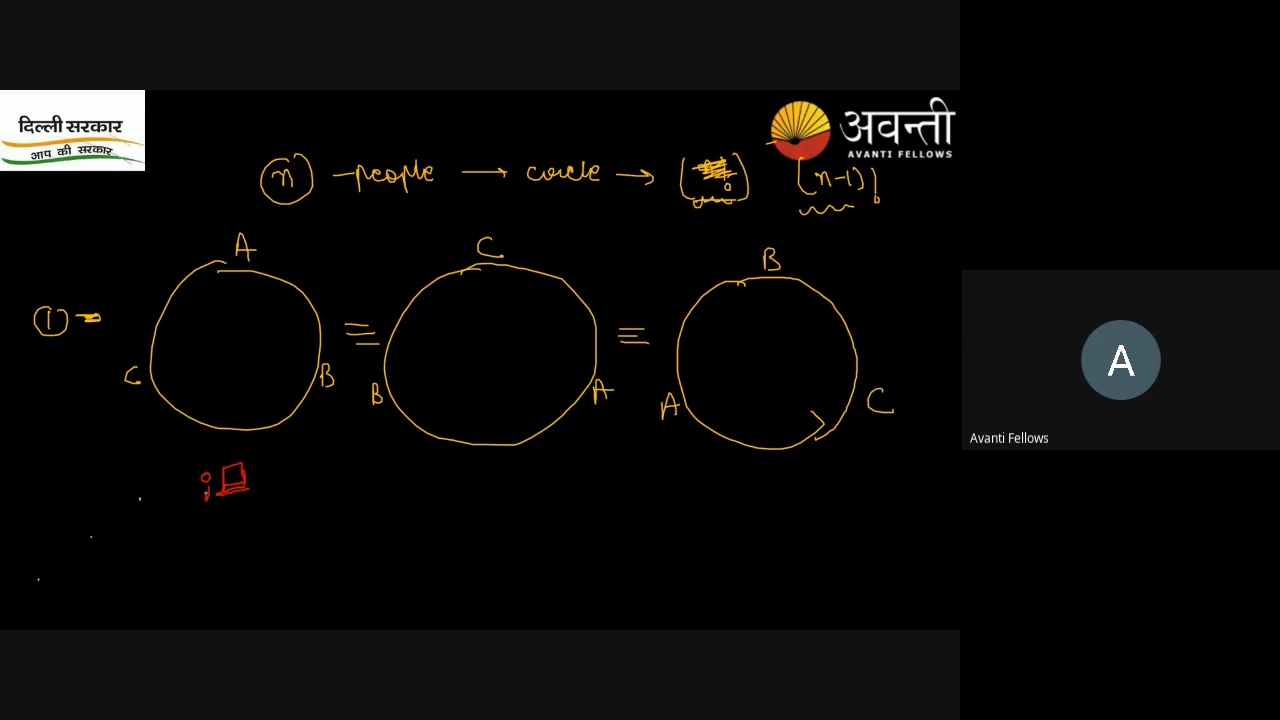 दिल्ली सरकार
आप की सरकार
अवन्ती
AVANTI FELLOWS
n - people → circle → (n-1)!
A C B
1 -
C B B A A C
A
Avanti Fellows